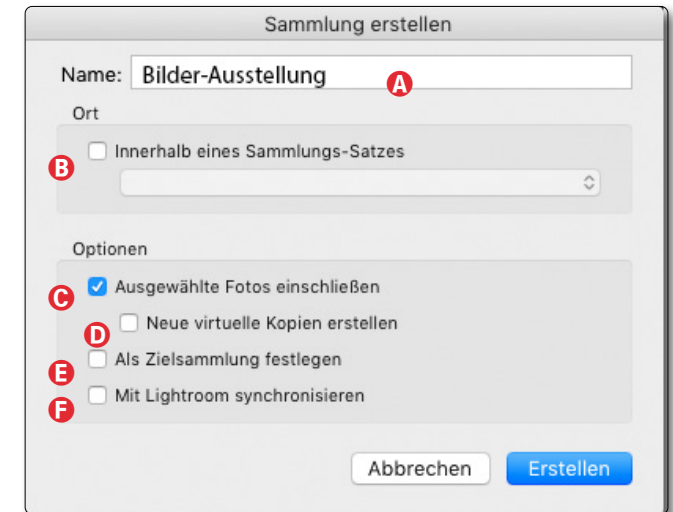 Sammlung erstellen
Name: Bilder-Ausstellung A
Ort
B Innerhalb eines Sammlungs-Satzes
Optionen
C Ausgewählte Fotos einschließen
D Neue virtuelle Kopien erstellen
E Als Zielsammlung festlegen
F Mit Lightroom synchronisieren
Abbrechen Erstellen